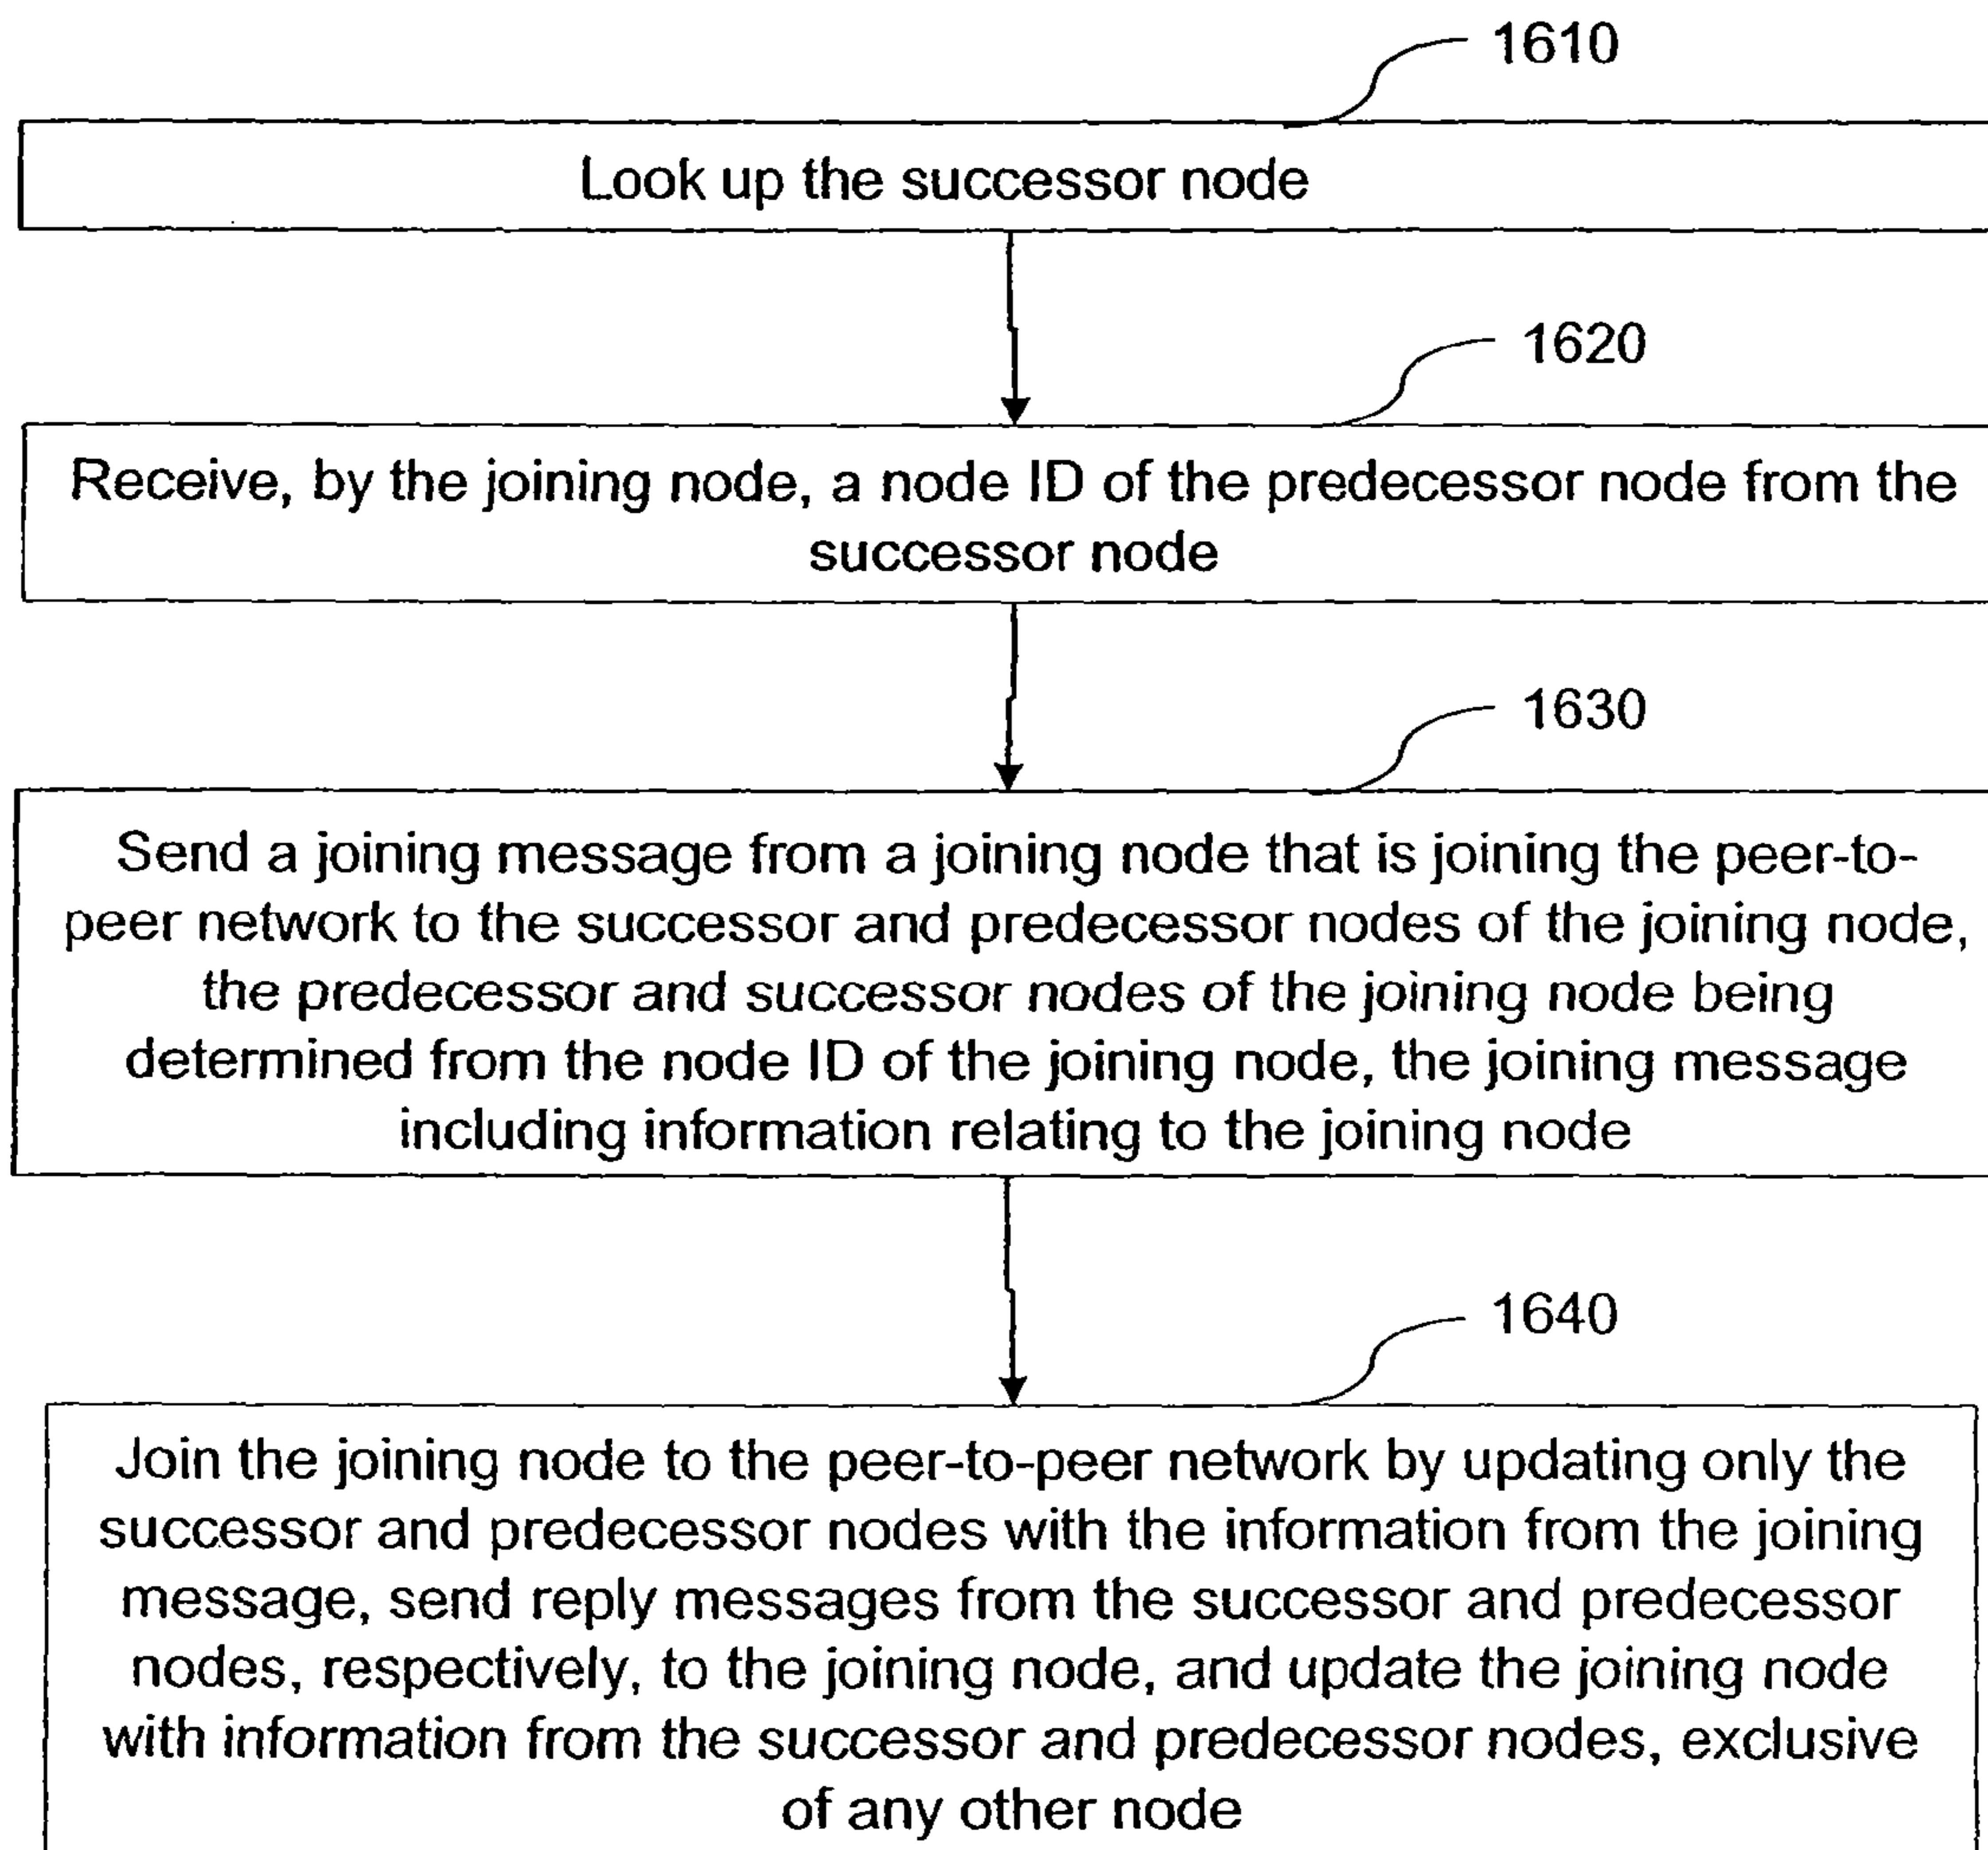 1610
Look up the successor node
1620
Receive, by the joining node, a node ID of the predecessor node from the
successor node
1630
Send a joining message from a joining node that is joining the peer-to-
peer network to the successor and predecessor nodes of the joining node,
the predecessor and successor nodes of the joining node being
determined from the node ID of the joining node, the joining message
including information relating to the joining node
1640
Join the joining node to the peer-to-peer network by updating only the
successor and predecessor nodes with the information from the joining
message, send reply messages from the successor and predecessor
nodes, respectively, to the joining node, and update the joining node
with information from the successor and predecessor nodes, exclusive
of any other node